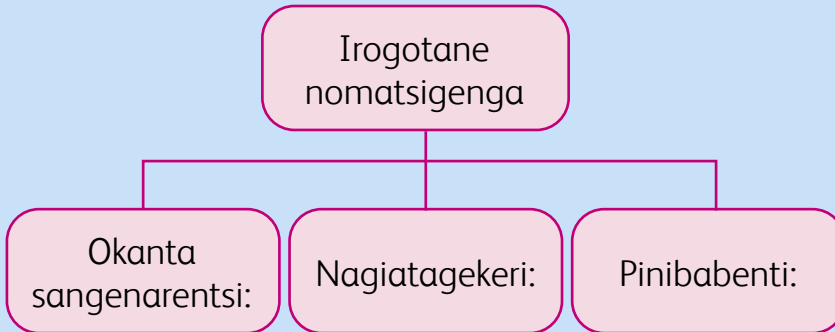 Irogotane
nomatsigenga
Okanta
sangenarentsi:
Nagiatagekeri:
Pinibabenti: